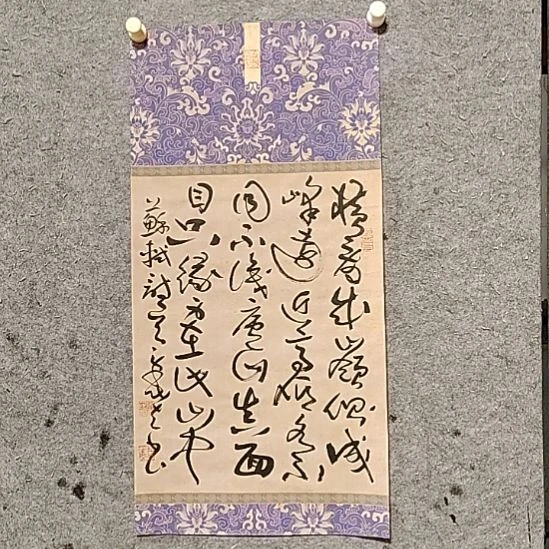 横看成岭侧成
峰远近高低各不
同不识庐山真面
目只缘身在此山中
苏轼诗